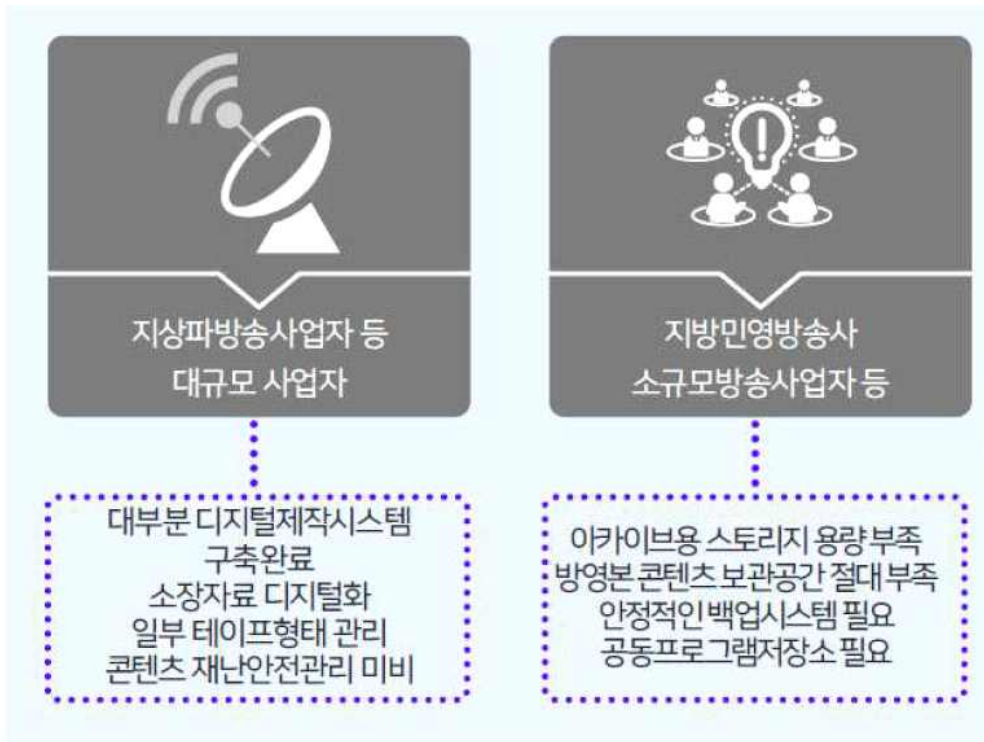 지상파방송사업자 등
대규모 사업자
대부분 디지털제작시스템
구축완료
소장자료 디지털화
일부 테이프형태 관리
콘텐츠 재난안전관리 미비
지방민영방송사
소규모방송사업자 등
이카이브용 스토리지 용량 부족
방영본 콘텐츠 보관공간 절대 부족
안정적인 백업시스템 필요
공동프로그램저장소 필요